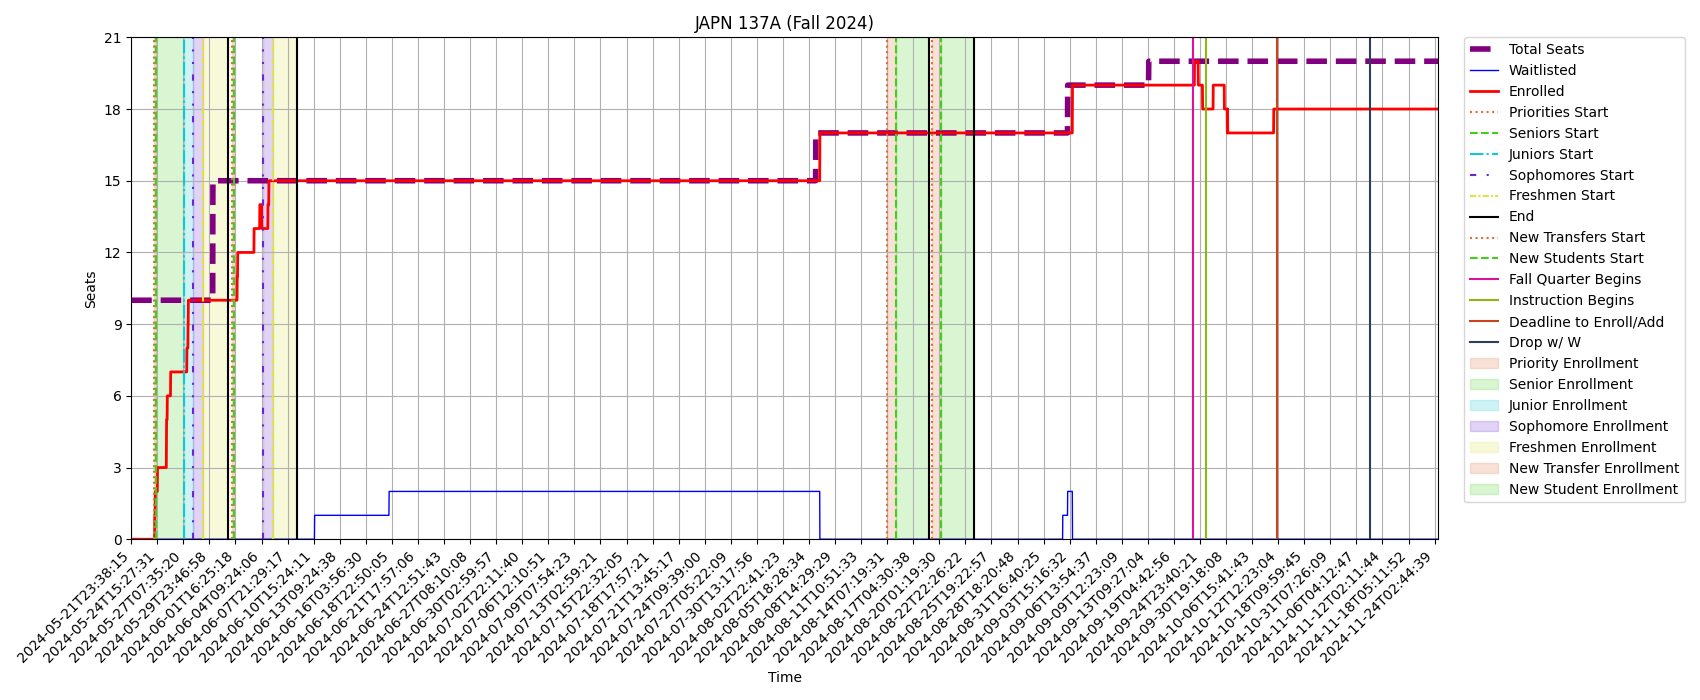 JAPN 137A (Fall 2024)
Seats
21
18
15
12
9
6
3
0
2024-05-21T23:38:15
2024-05-24T15:27:31
2024-05-27T07:35:20
2024-05-29T23:46:58
2024-06-01T16:25:18
2024-06-04T09:24:06
2024-06-07T21:29:17
2024-06-10T15:24:11
2024-06-13T09:24:38
2024-06-16T03:56:30
2024-06-18T22:50:05
2024-06-21T17:57:06
2024-06-24T12:51:43
2024-06-27T08:10:08
2024-06-30T02:59:57
2024-07-02T22:11:40
2024-07-06T12:10:51
2024-07-09T07:54:23
2024-07-13T02:59:21
2024-07-15T22:32:05
2024-07-18T17:57:21
2024-07-21T13:45:17
2024-07-24T09:39:00
2024-07-27T05:22:09
2024-07-30T13:17:56
2024-08-02T22:41:23
2024-08-05T18:28:34
2024-08-08T14:29:29
2024-08-11T10:51:33
2024-08-14T07:19:31
2024-08-17T04:30:38
2024-08-20T01:19:30
2024-08-22T22:26:22
2024-08-25T19:22:57
2024-08-28T18:20:48
2024-08-31T16:40:25
2024-09-03T15:16:32
2024-09-06T13:54:37
2024-09-09T12:23:09
2024-09-13T09:27:04
2024-09-19T04:42:56
2024-09-24T23:40:21
2024-09-30T19:18:08
2024-10-06T15:41:43
2024-10-12T12:23:04
2024-10-18T09:59:45
2024-10-31T07:26:09
2024-11-06T04:12:47
2024-11-12T02:11:44
2024-11-18T05:11:52
2024-11-24T02:44:39
Time
Total Seats
Waitlisted
Enrolled
Priorities Start
Seniors Start
Juniors Start
Sophomores Start
Freshmen Start
End
New Transfers Start
New Students Start
Fall Quarter Begins
Instruction Begins
Deadline to Enroll/Add
Drop w/ W
Priority Enrollment
Senior Enrollment
Junior Enrollment
Sophomore Enrollment
Freshmen Enrollment
New Transfer Enrollment
New Student Enrollment